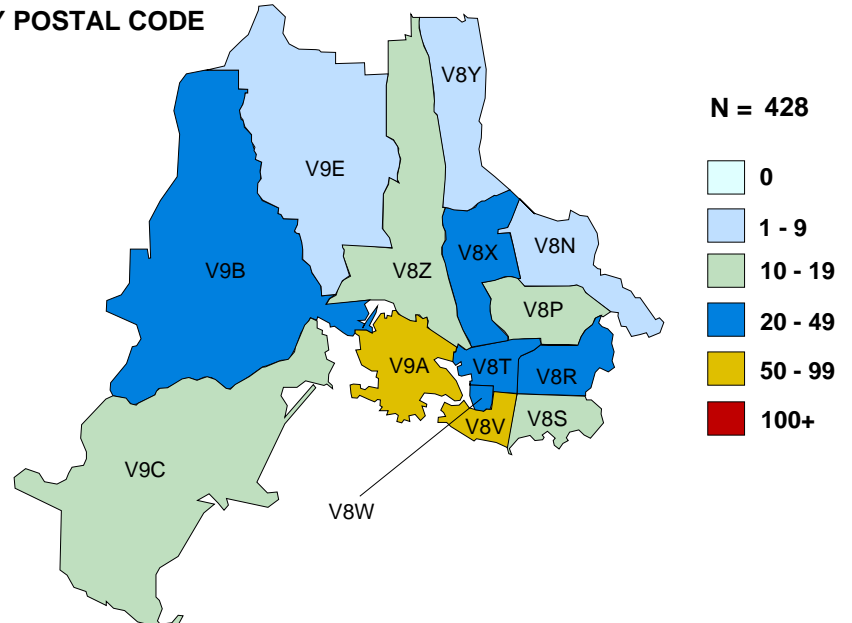 Y POSTAL CODE
V8Y
N = 428
V9E
0
1 - 9
V8N
V8X
V9B
V8Z
10 - 19
V8P
20 - 49
V9A
V8T
V8R
50 - 99
V8V
V8S
100+
V9C
V8W